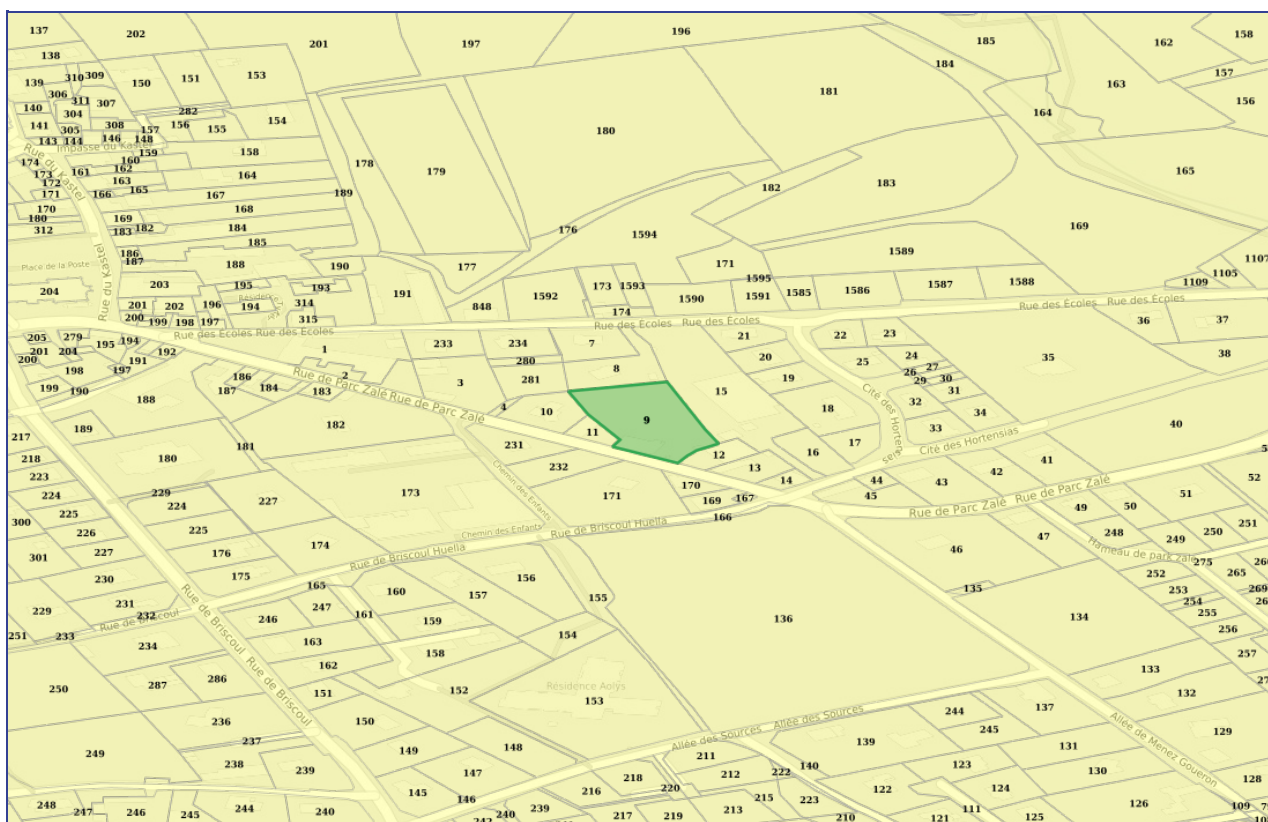 137 202 201 197 196 185 162 158
138 184 163 157
139 310 309 150 151 153 181 156
306 311 307 164
140 304 282 154 180
141 305 308 157 156 155
143 144 146 148
Impasse du Kastel
Rue du Kastel
174 160 159 158 178 179 165
173 161 162 164 182 183
172 163 165 189
171 166 167
170 168
180 169 184 169
312 183 182 176 1594
186 185 1589
Place de la Poste 187 188 190 177 171 1107
Rue du Kastel
204 203 195 193 191 173 1593 1595 1585 1586 1587 1588 1109 1105
201 202 196 194 314 848 1592 1590 1591
Résidence
200 199 198 197 315 174
Rue des Écoles Rue des Écoles Rue des Écoles Rue des Écoles Rue des Écoles Rue des Écoles
205 279 194 1 233 234 7 21 22 23 36 37
201 204 195 192 280 20 25 24 35 38
200 198 197 191 2 3 281 8 15 19 26 27
Rue de Parc Zalé Rue de Parc Zalé
199 190 187 186 184 183 29 30
188 4 10 9 18 32 31
Cité des Hortensias
217 189 181 182 11 33 34 40
231 12 17
Cité des Hortensias
218 180 232 13 16 41
Chemin des Enfants
223 229 227 173 171 170 14 44 43 42 52
224 224 169 167 45 49 50 51
300 225 166
Rue de Parc Zalé Rue de Parc Zalé
226 225 47 248 249 250 251
Chemin des Enfants Rue de Briscoul Huella
301 227 176 174 46 275
Hameau de park zalé
Rue de Briscoul Huella
230 175 156 252 265
231 165 160 157 155 135 253 269
229 232 247 161 254
Rue de Briscoul
251 233 246 159 136 134 255
234 163 154 256
Rue de Briscoul Rue de Briscoul
162 158 257
250 287 286 151 152 133
Résidence Aolys
153 132
236 150 244 137
Allée des Sources Allée des Sources
Allée de Menez Goueron
249 237 149 148 139 245 129
238 239 147 211 140 131
218 212 222 123 130 128
248 247 246 245 244 240 145 146 216 220 215 223 122 124 126 109
239 240 217 219 213 210 121 111 125